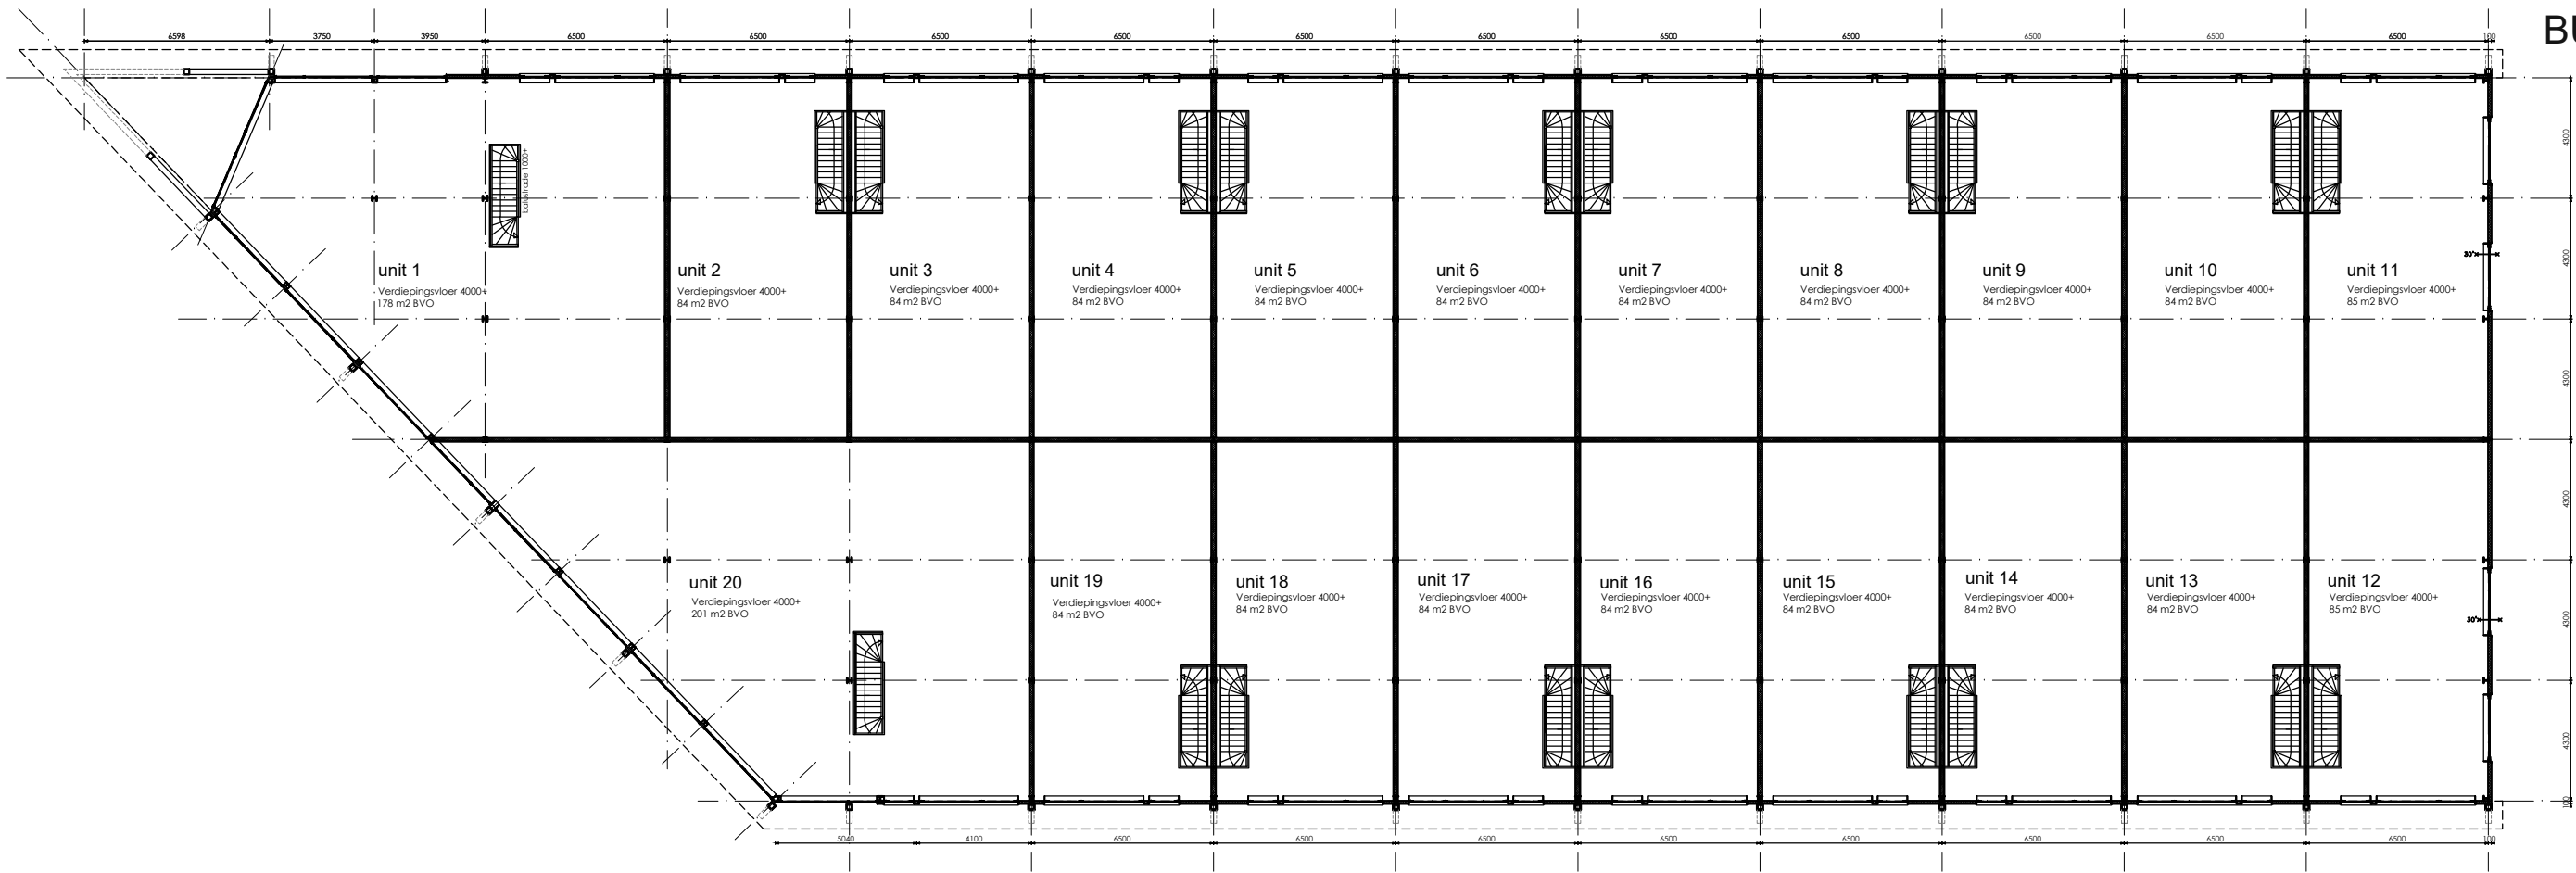 BU
6598 3750 3950 6500 6500 6500 6500 6500 6500 6500 6500 6500 6500 6500 100
balustrade 1000+
4300
4300
4300
4300
4300
4300
100
30'
30'
unit 1
Verdiepingsvloer 4000+
178 m2 BVO
unit 2
Verdiepingsvloer 4000+
84 m2 BVO
unit 3
Verdiepingsvloer 4000+
84 m2 BVO
unit 4
Verdiepingsvloer 4000+
84 m2 BVO
unit 5
Verdiepingsvloer 4000+
84 m2 BVO
unit 6
Verdiepingsvloer 4000+
84 m2 BVO
unit 7
Verdiepingsvloer 4000+
84 m2 BVO
unit 8
Verdiepingsvloer 4000+
84 m2 BVO
unit 9
Verdiepingsvloer 4000+
84 m2 BVO
unit 10
Verdiepingsvloer 4000+
84 m2 BVO
unit 11
Verdiepingsvloer 4000+
85 m2 BVO
unit 20
Verdiepingsvloer 4000+
201 m2 BVO
unit 19
Verdiepingsvloer 4000+
84 m2 BVO
unit 18
Verdiepingsvloer 4000+
84 m2 BVO
unit 17
Verdiepingsvloer 4000+
84 m2 BVO
unit 16
Verdiepingsvloer 4000+
84 m2 BVO
unit 15
Verdiepingsvloer 4000+
84 m2 BVO
unit 14
Verdiepingsvloer 4000+
84 m2 BVO
unit 13
Verdiepingsvloer 4000+
84 m2 BVO
unit 12
Verdiepingsvloer 4000+
85 m2 BVO
5040 4100 6500 6500 6500 6500 6500 6500 6500 6500 100